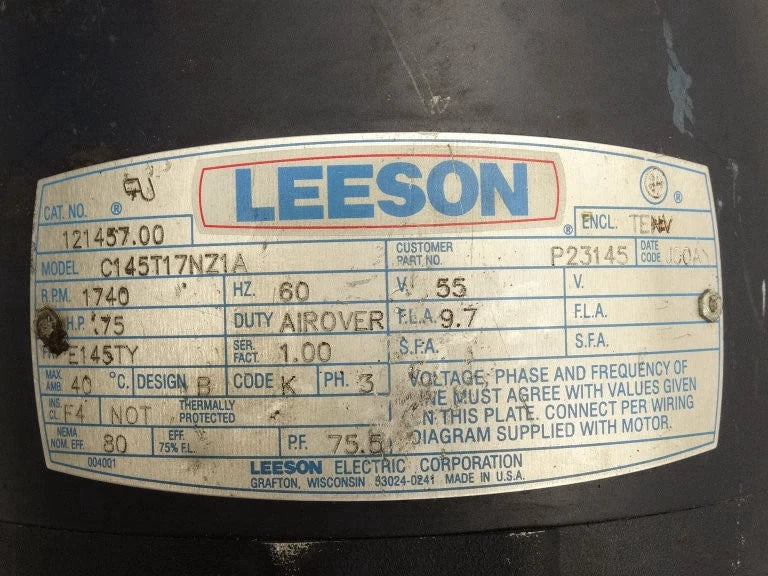 LEESON
®
CAT. NO. ®
121457.00
ENCL. TENV
MODEL C145T17NZ1A
CUSTOMER PART NO. P23145 DATE CODE
R.P.M. 1740 HZ. 60 V. 55 V.
H.P. .75 DUTY AIROVER F.L.A. 9.7 F.L.A.
E145TY SER. FACT. 1.00 S.F.A. S.F.A.
MAX. AMB 40 °C. DESIGN B CODE K PH. 3
INS CL F4 NOT THERMALLY PROTECTED
NEMA NOM. EFF. 80 EFF. 75% F.L. P.F. 75.5
VOLTAGE, PHASE AND FREQUENCY OF
LINE MUST AGREE WITH VALUES GIVEN
ON THIS PLATE. CONNECT PER WIRING
DIAGRAM SUPPLIED WITH MOTOR.
004001
LEESON ELECTRIC CORPORATION
GRAFTON, WISCONSIN 53024-0241 MADE IN U.S.A.